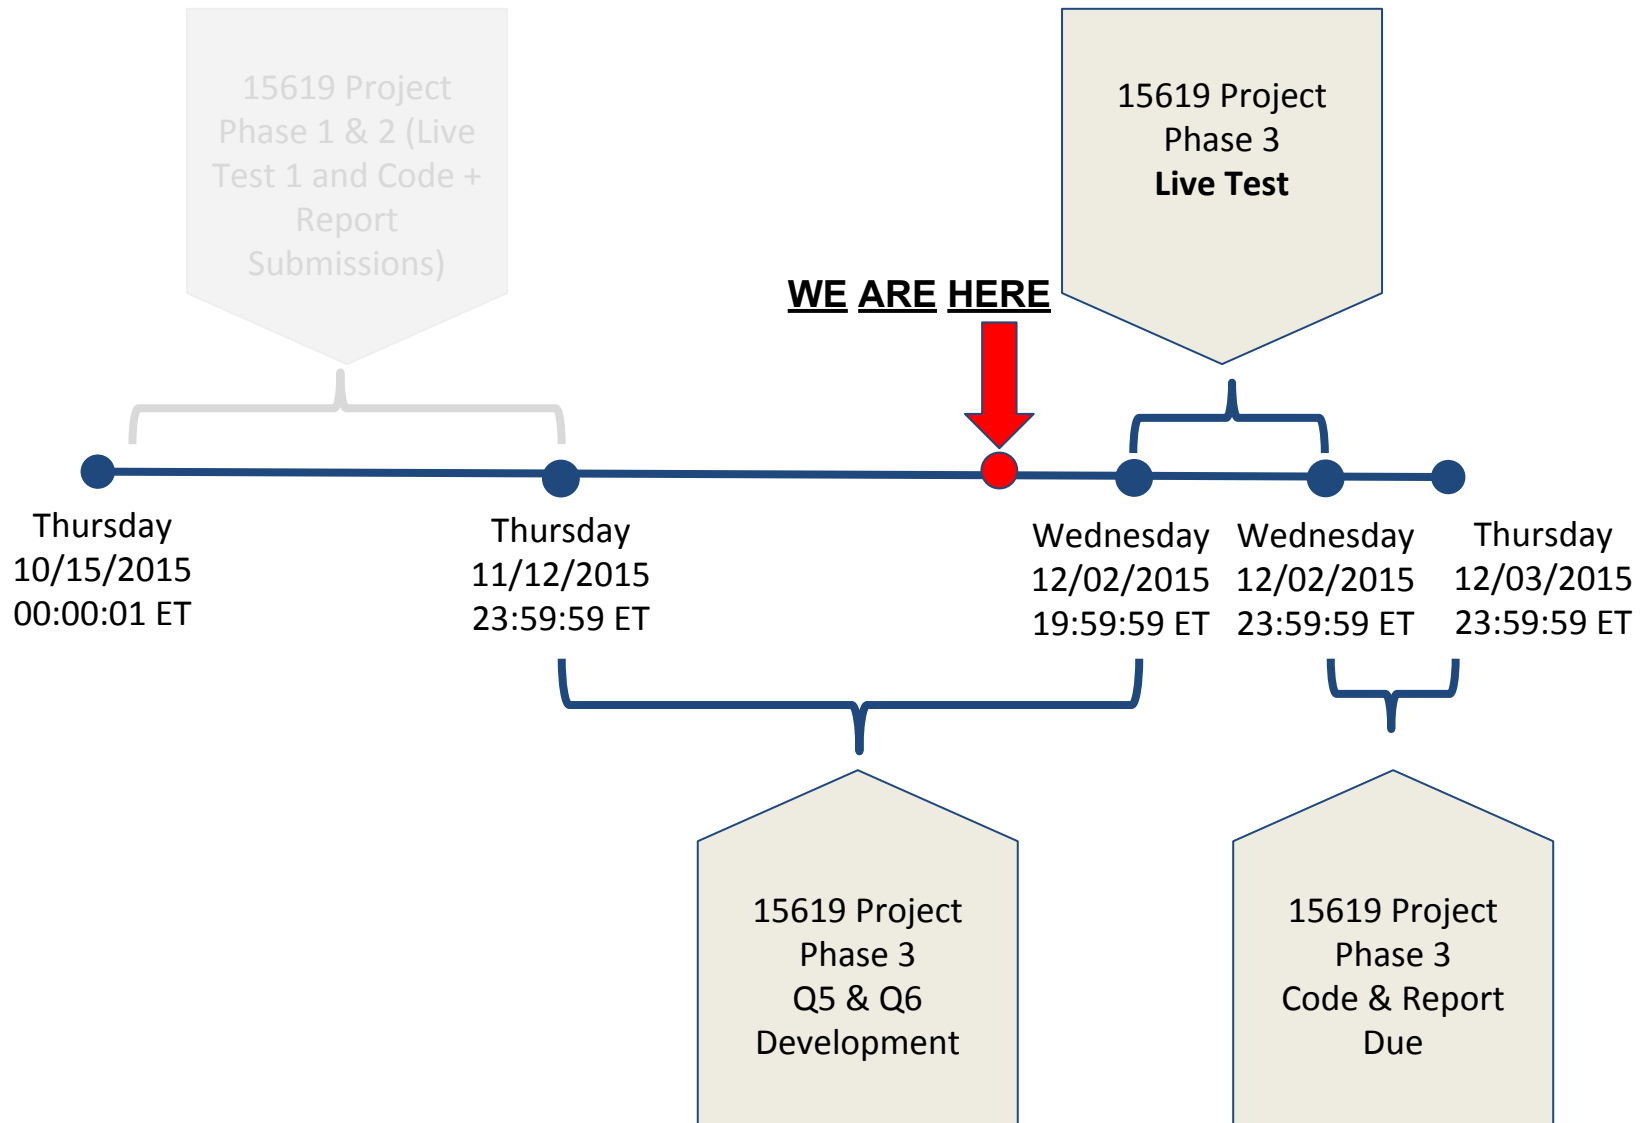 15619 Project
Phase 1 & 2 (Live
Test 1 and Code +
Report
Submissions)
15619 Project
Phase 3
Live Test
WE ARE HERE
Thursday
10/15/2015
00:00:01 ET
Thursday
11/12/2015
23:59:59 ET
Wednesday
12/02/2015
19:59:59 ET
Wednesday
12/02/2015
23:59:59 ET
Thursday
12/03/2015
23:59:59 ET
15619 Project
Phase 3
Q5 & Q6
Development
15619 Project
Phase 3
Code & Report
Due